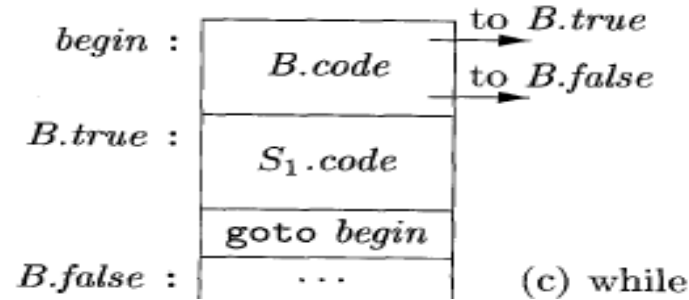 begin :
B.code
to B.true
to B.false
B.true :
S₁.code
goto begin
B.false :
...
(c) while